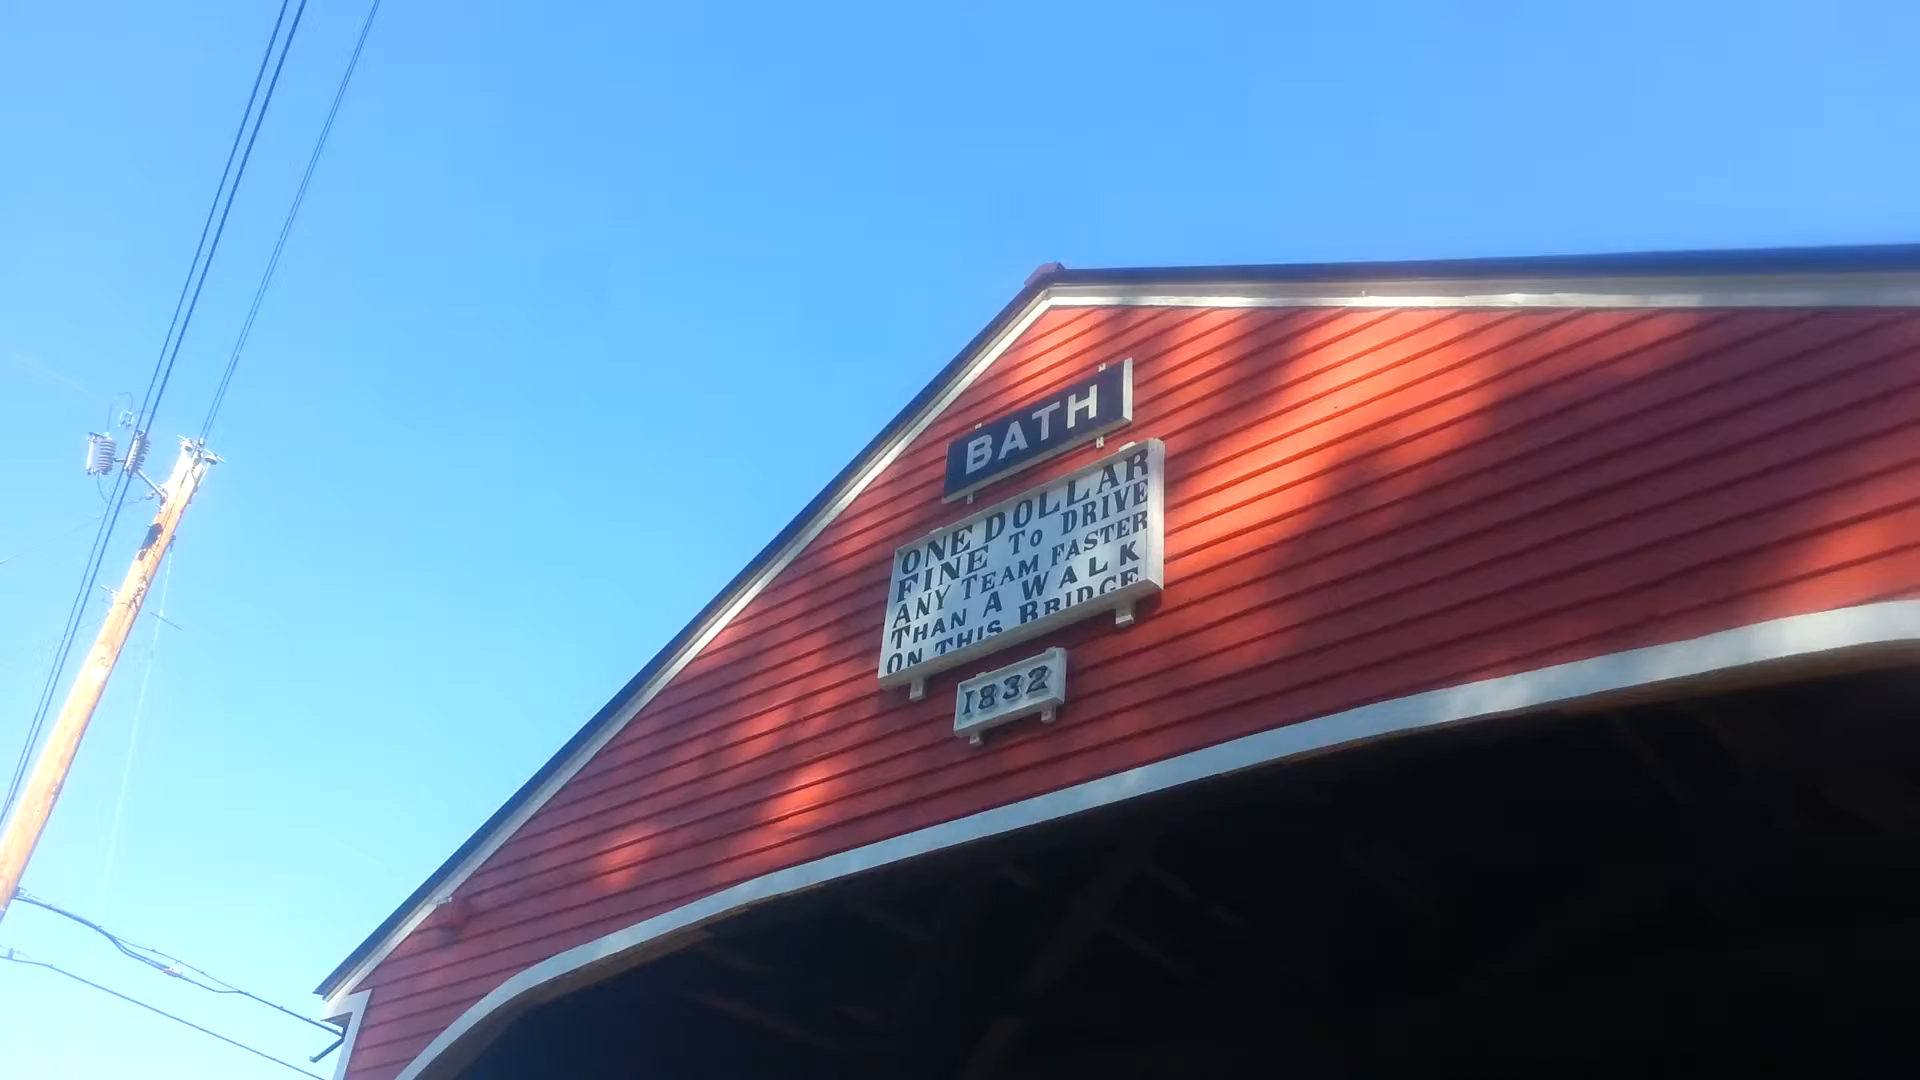 BATH
ONE DOLLAR
FINE TO DRIVE
ANY TEAM FASTER
THAN A WALK
ON THIS BRIDGE
1832